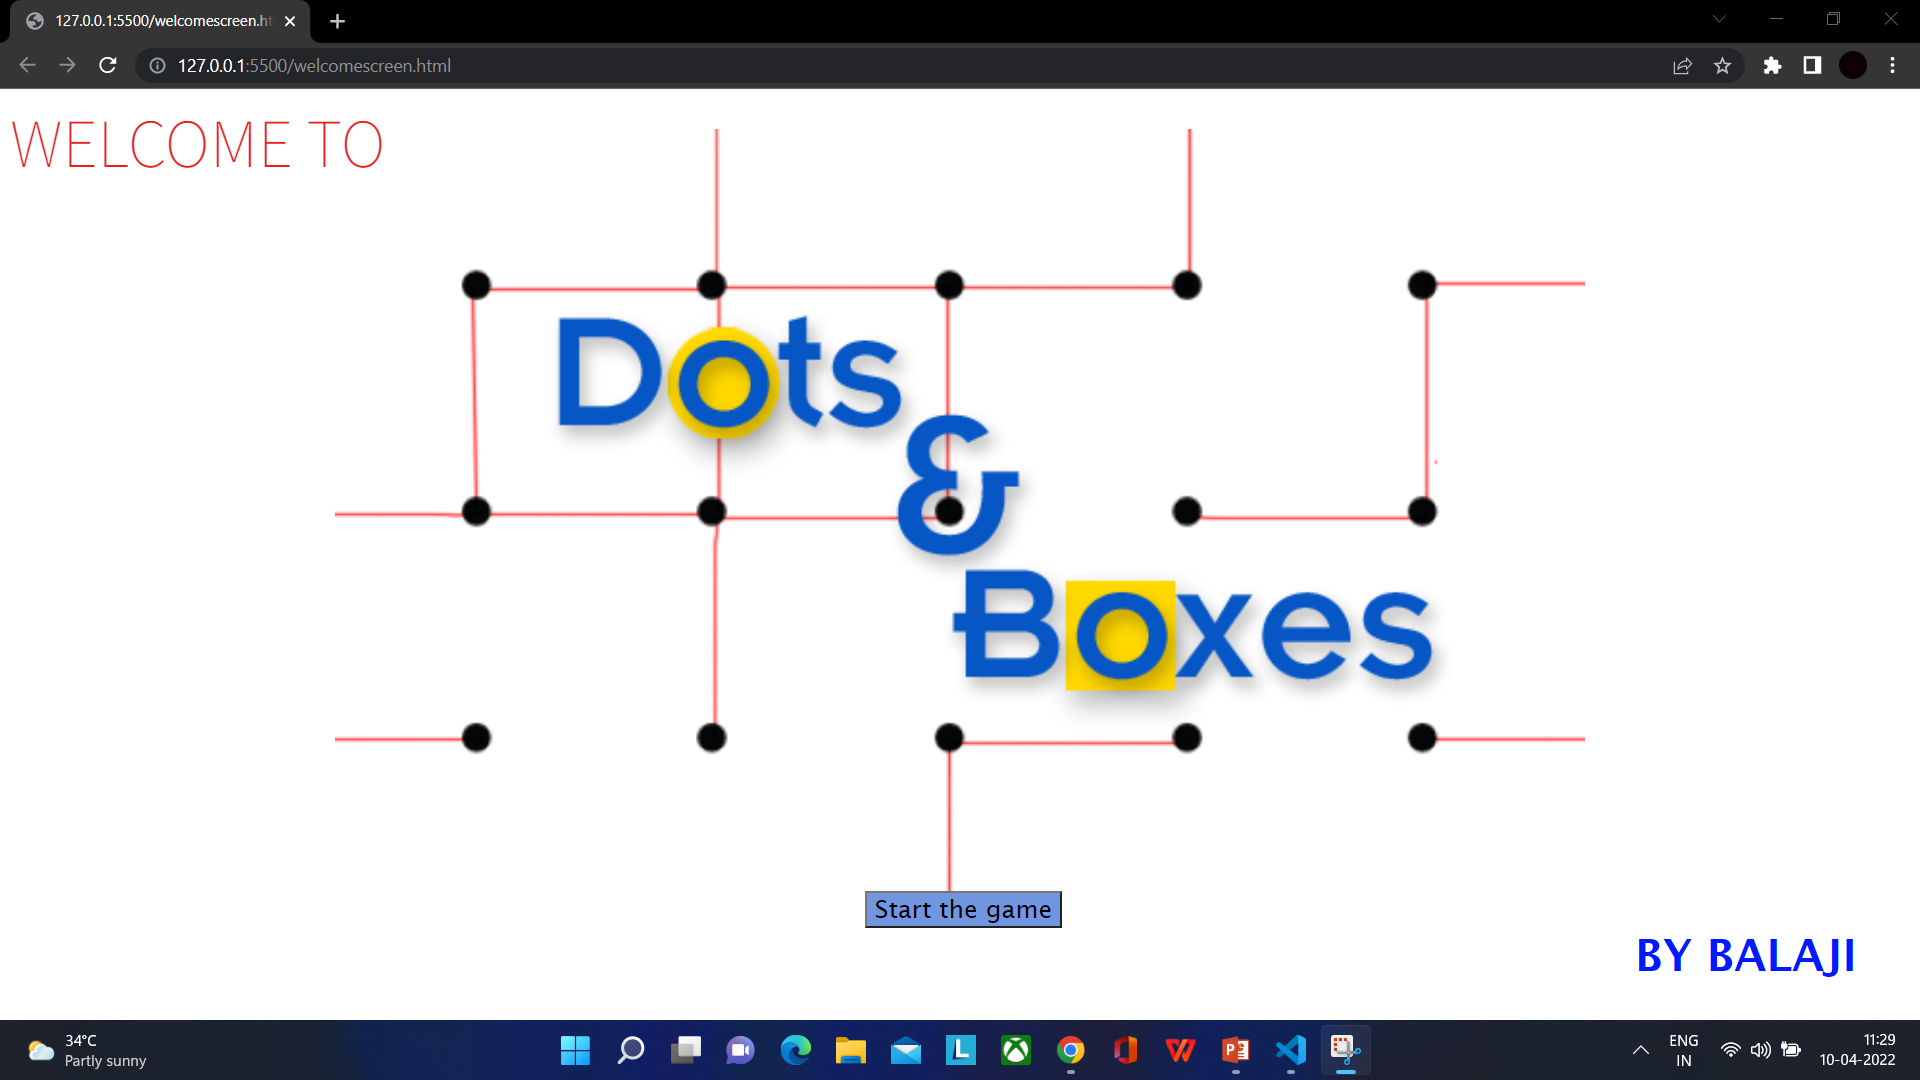 127.0.0.1:5500/welcomescreen.ht
127.0.0.1:5500/welcomescreen.html
WELCOME TO
Dots
&
Boxes
Start the game
BY BALAJI
34°C
Partly sunny
ENG
IN
11:29
10-04-2022